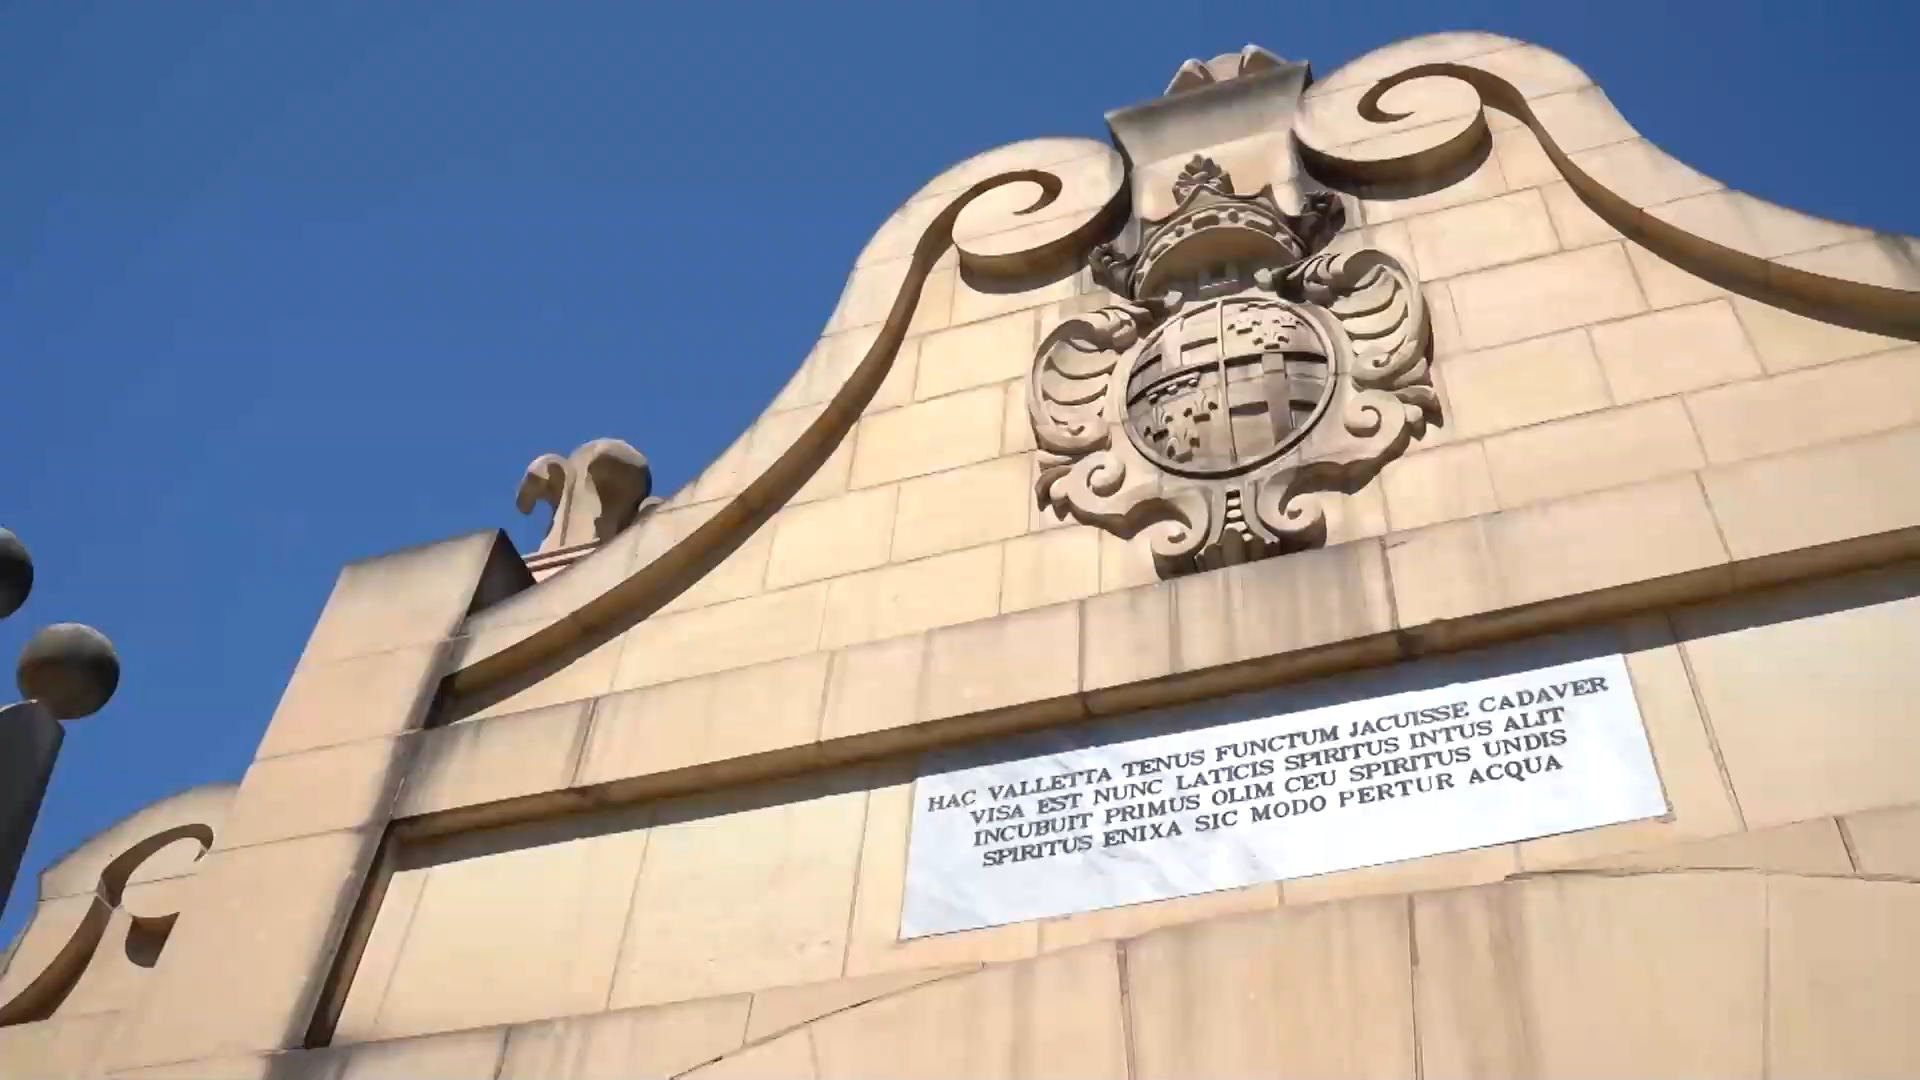 HAC VALLETTA TENUS FUNCTUM JACUISSE CADAVER
VISA EST NUNC LATICIS SPIRITUS INTUS ALIT
INCUBUIT PRIMUS OLIM CEU SPIRITUS UNDIS
SPIRITUS ENIXA SIC MODO PERTUR ACQUA